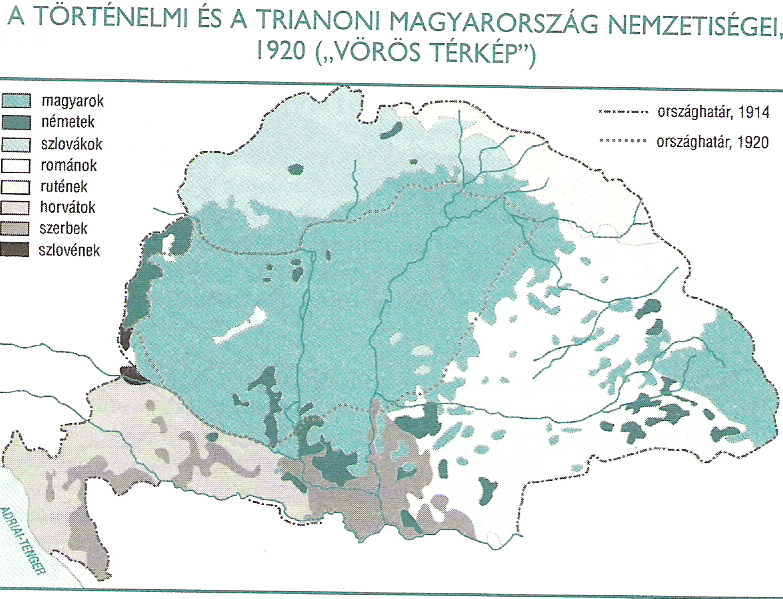 A TÖRTÉNELMI ÉS A TRIANONI MAGYARORSZÁG NEMZETISÉGEI,
1920 („VÖRÖS TÉRKÉP”)
magyarok
németek
szlovákok
románok
rutének
horvátok
szerbek
szlovének
országhatár, 1914
országhatár, 1920
ADRIAI-TENGER